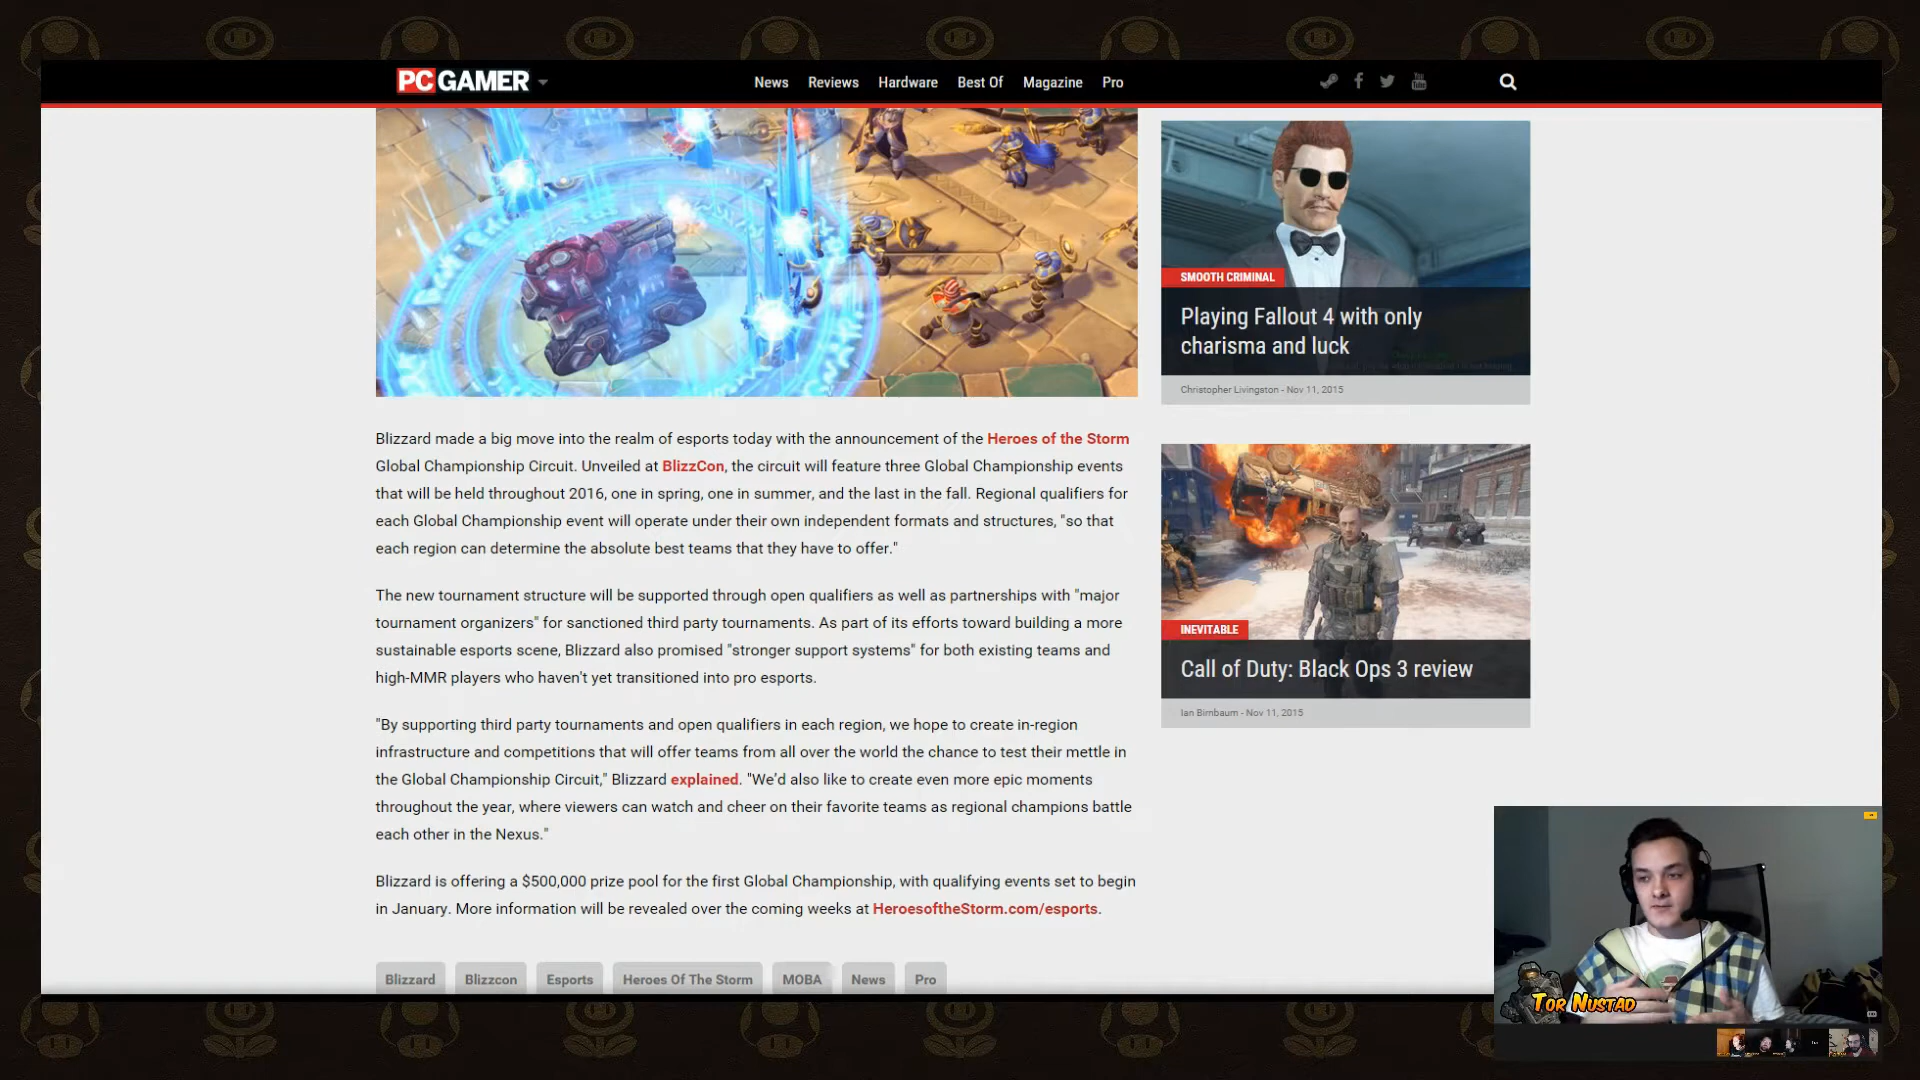 PC GAMER
News Reviews Hardware Best Of Magazine Pro
SMOOTH CRIMINAL
Playing Fallout 4 with only
charisma and luck
Christopher Livingston - Nov 11, 2015
Blizzard made a big move into the realm of esports today with the announcement of the Heroes of the Storm
Global Championship Circuit. Unveiled at BlizzCon, the circuit will feature three Global Championship events
that will be held throughout 2016, one in spring, one in summer, and the last in the fall. Regional qualifiers for
each Global Championship event will operate under their own independent formats and structures, "so that
each region can determine the absolute best teams that they have to offer."
The new tournament structure will be supported through open qualifiers as well as partnerships with "major
tournament organizers" for sanctioned third party tournaments. As part of its efforts toward building a more
sustainable esports scene, Blizzard also promised "stronger support systems" for both existing teams and
high-MMR players who haven't yet transitioned into pro esports.
"By supporting third party tournaments and open qualifiers in each region, we hope to create in-region
infrastructure and competitions that will offer teams from all over the world the chance to test their mettle in
the Global Championship Circuit," Blizzard explained. "We'd also like to create even more epic moments
throughout the year, where viewers can watch and cheer on their favorite teams as regional champions battle
each other in the Nexus."
Blizzard is offering a $500,000 prize pool for the first Global Championship, with qualifying events set to begin
in January. More information will be revealed over the coming weeks at HeroesoftheStorm.com/esports.
Blizzard Blizzcon Esports Heroes Of The Storm MOBA News Pro
INEVITABLE
Call of Duty: Black Ops 3 review
Ian Birnbaum - Nov 11, 2015
TOR NUSTAD